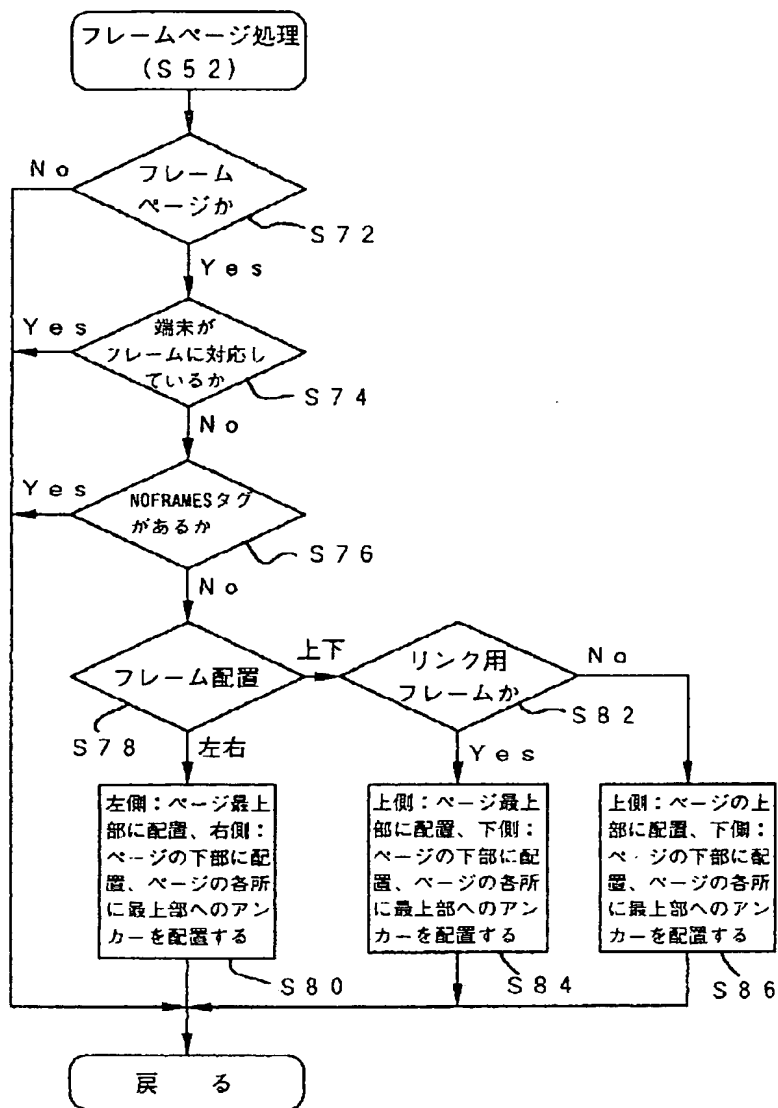 フレームページ処理
(S52)
No
フレーム
ページか
S72
Yes
Yes
端末が
フレームに対応し
ているか
S74
No
Yes
NOFRAMESタグ
があるか
S76
No
フレーム配置
S78
上下
リンク用
フレームか
No
S82
左右
Yes
左側:ページ最上
部に配置、右側:
ページの下部に配
置、ページの各所
に最上部へのアン
カーを配置する
S80
上側:ページ最上
部に配置、下側:
ページの下部に配
置、ページの各所
に最上部へのアン
カーを配置する
S84
上側:ページの上
部に配置、下側:
ページの下部に配
置、ページの各所
に最上部へのアン
カーを配置する
S86
戻る